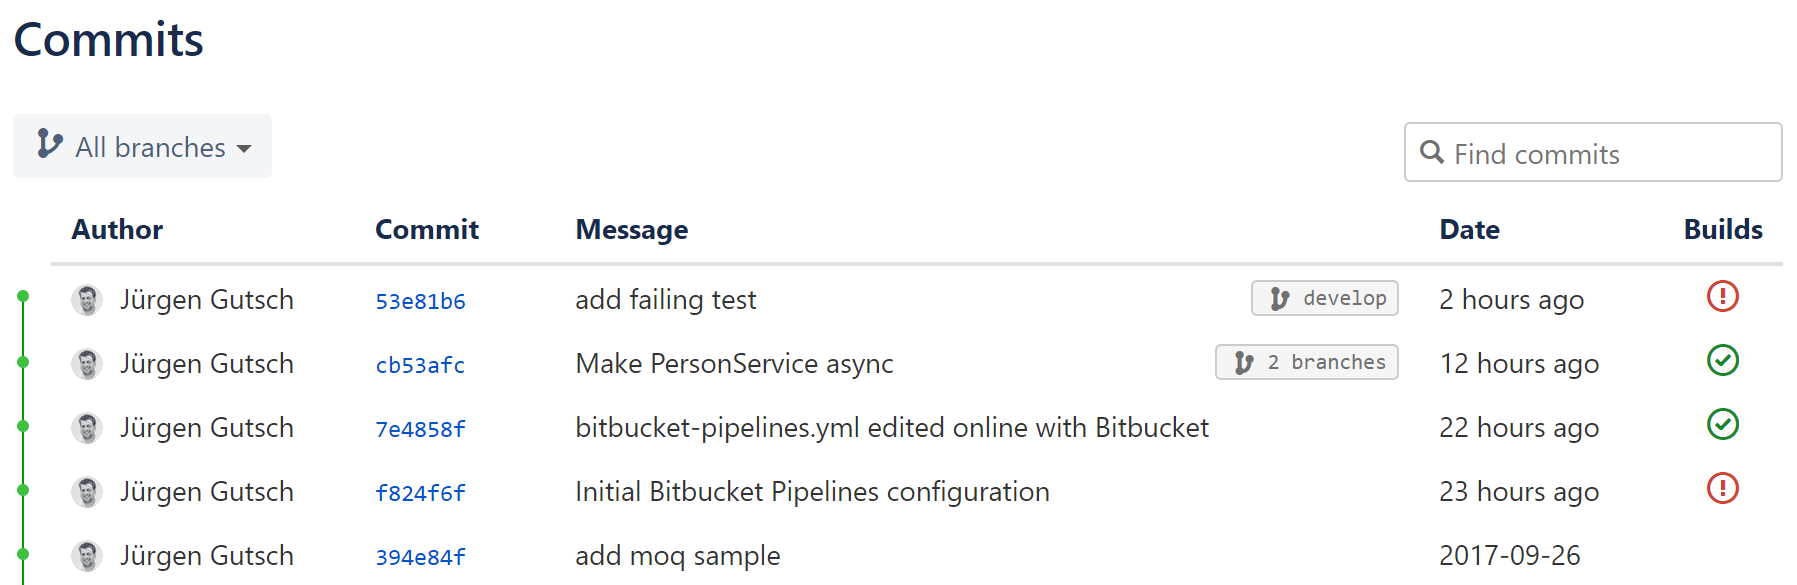 Commits
All branches
Find commits
Author Commit Message Date Builds
Jürgen Gutsch 53e81b6 add failing test develop 2 hours ago
Jürgen Gutsch cb53afc Make PersonService async 2 branches 12 hours ago
Jürgen Gutsch 7e4858f bitbucket-pipelines.yml edited online with Bitbucket 22 hours ago
Jürgen Gutsch f824f6f Initial Bitbucket Pipelines configuration 23 hours ago
Jürgen Gutsch 394e84f add moq sample 2017-09-26